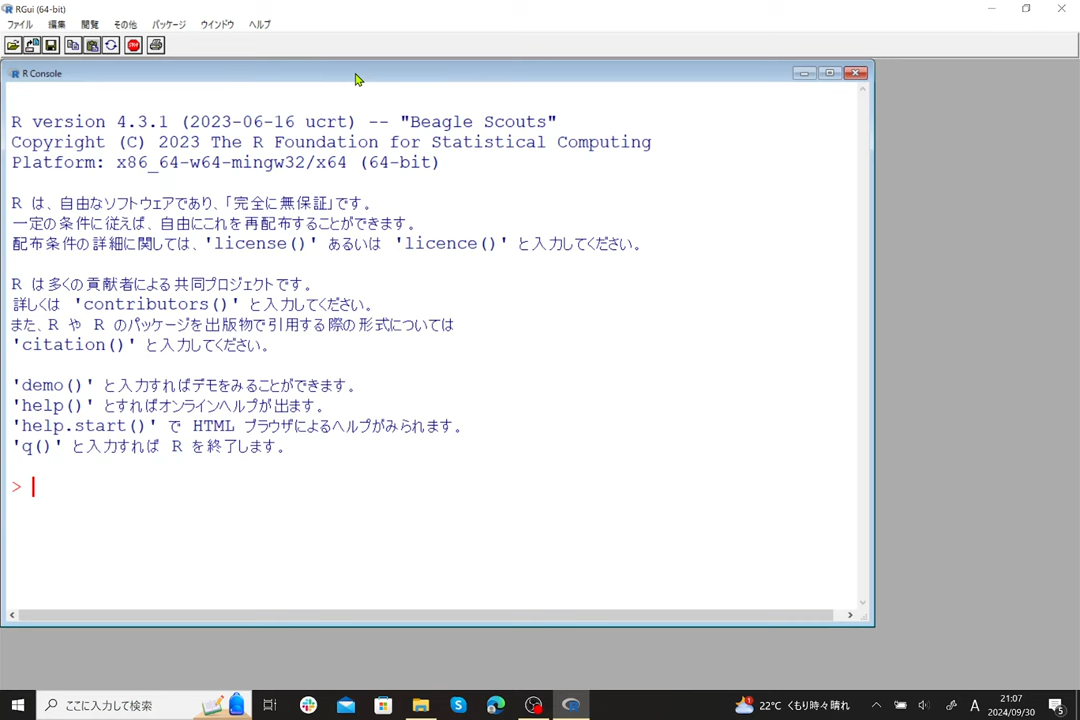 RGui (64-bit)
ファイル 編集 閲覧 その他 パッケージ ウインドウ ヘルプ
STOP
R Console
R version 4.3.1 (2023-06-16 ucrt) -- "Beagle Scouts"
Copyright (C) 2023 The R Foundation for Statistical Computing
Platform: x86_64-w64-mingw32/x64 (64-bit)
R は、自由なソフトウェアであり、「完全に無保証」です。
一定の条件に従えば、自由にこれを再配布することができます。
配布条件の詳細に関しては、'license()' あるいは 'licence()' と入力してください。
R は多くの貢献者による共同プロジェクトです。
詳しくは 'contributors()' と入力してください。
また、R や R のパッケージを出版物で引用する際の形式については
'citation()' と入力してください。
'demo()' と入力すればデモをみることができます。
'help()' とすればオンラインヘルプが出ます。
'help.start()' で HTML ブラウザによるヘルプがみられます。
'q()' と入力すれば R を終了します。
>
ここに入力して検索
22°C くもり時々晴れ
A
21:07
2024/09/30
5